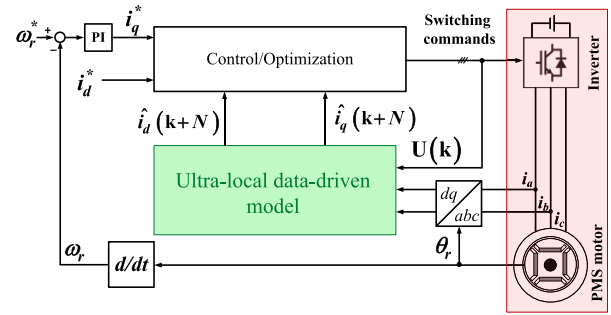 ω_r^*
+
−
PI
i_q^*
i_d^*
Control/Optimization
Switching
commands
Inverter
î_d (k+N)
î_q (k+N)
U(k)
Ultra-local data-driven
model
dq
abc
i_a
i_b
i_c
ω_r
d/dt
θ_r
PMS motor